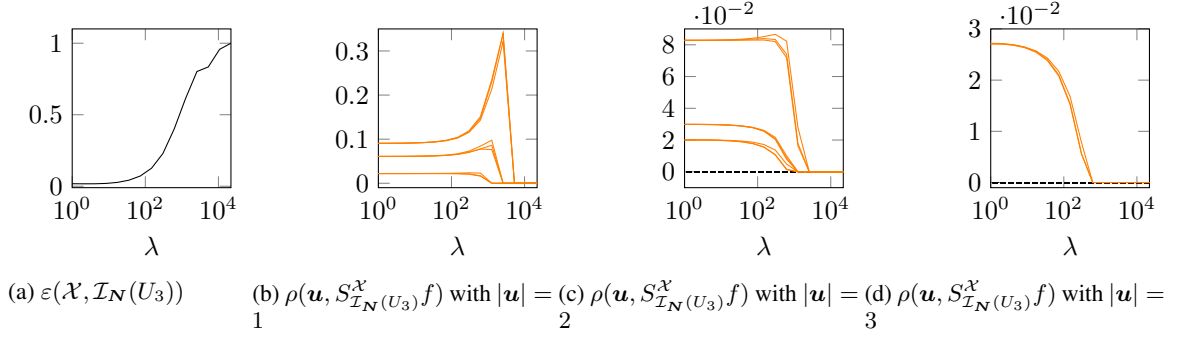 ·10⁻² ·10⁻²
1
0.5
0
10⁰ 10² 10⁴
λ
0.3
0.2
0.1
0
10⁰ 10² 10⁴
λ
8
6
4
2
0
10⁰ 10² 10⁴
λ
3
2
1
0
10⁰ 10² 10⁴
λ
(a) ε(𝒳, ℐ_𝑵(U₃))
(b) ρ(𝒖, S^𝒳_{ℐ_𝑵(U₃)} f) with |𝒖| =
1
(c) ρ(𝒖, S^𝒳_{ℐ_𝑵(U₃)} f) with |𝒖| =
2
(d) ρ(𝒖, S^𝒳_{ℐ_𝑵(U₃)} f) with |𝒖| =
3